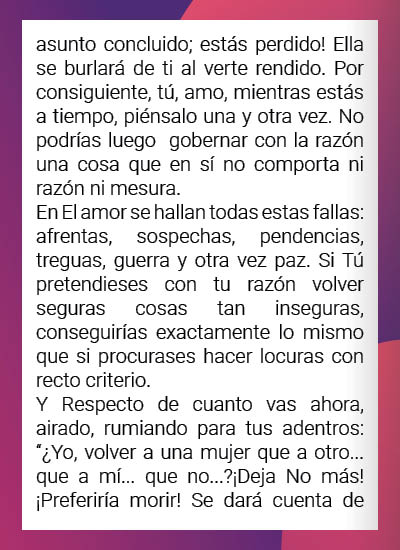 asunto concluido; estás perdido! Ella
se burlará de ti al verte rendido. Por
consiguiente, tú, amo, mientras estás
a tiempo, piénsalo una y otra vez. No
podrías luego  gobernar con la razón
una cosa que en sí no comporta ni
razón ni mesura.
En El amor se hallan todas estas fallas:
afrentas, sospechas, pendencias,
treguas, guerra y otra vez paz. Si Tú
pretendieses con tu razón volver
seguras cosas tan inseguras,
conseguirías exactamente lo mismo
que si procurases hacer locuras con
recto criterio.
Y Respecto de cuanto vas ahora,
airado, rumiando para tus adentros:
“¿Yo, volver a una mujer que a otro...
que a mí... que no...?¡Deja No más!
¡Preferiría morir! Se dará cuenta de